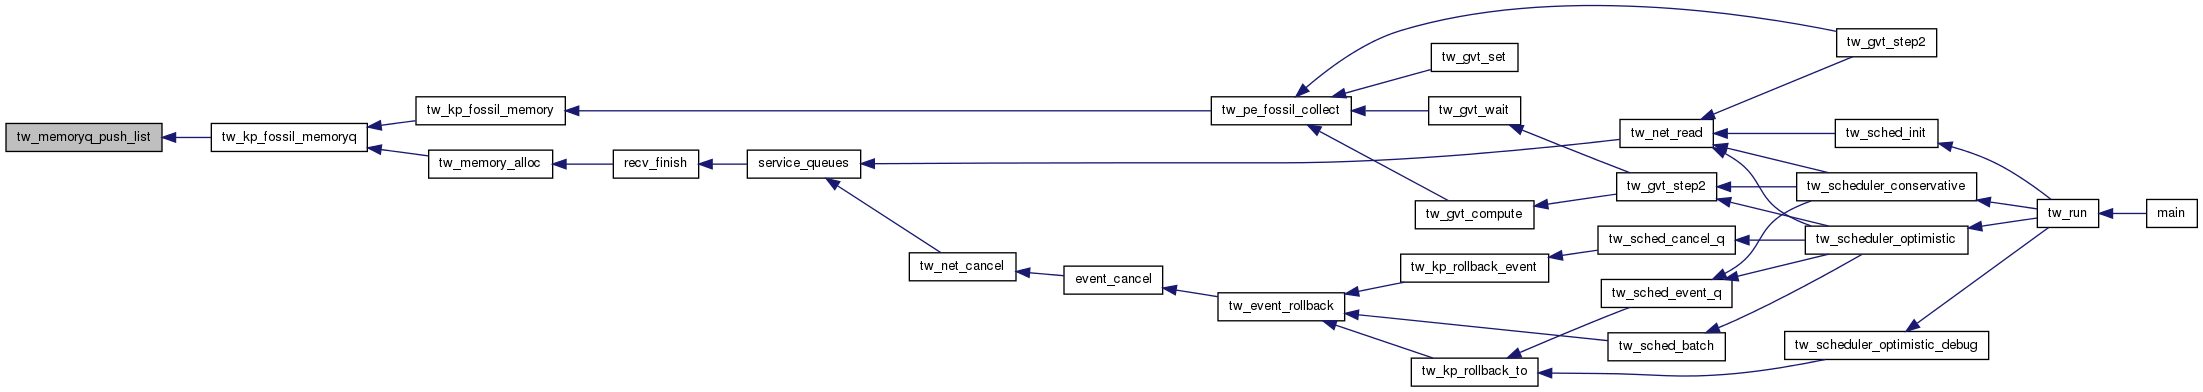 tw_memoryq_push_list
tw_kp_fossil_memoryq
tw_kp_fossil_memory
tw_memory_alloc
recv_finish
service_queues
tw_net_cancel
event_cancel
tw_pe_fossil_collect
tw_event_rollback
tw_gvt_set
tw_gvt_wait
tw_gvt_compute
tw_kp_rollback_event
tw_kp_rollback_to
tw_net_read
tw_gvt_step2
tw_sched_cancel_q
tw_sched_event_q
tw_sched_batch
tw_gvt_step2
tw_sched_init
tw_scheduler_conservative
tw_scheduler_optimistic
tw_scheduler_optimistic_debug
tw_run
main